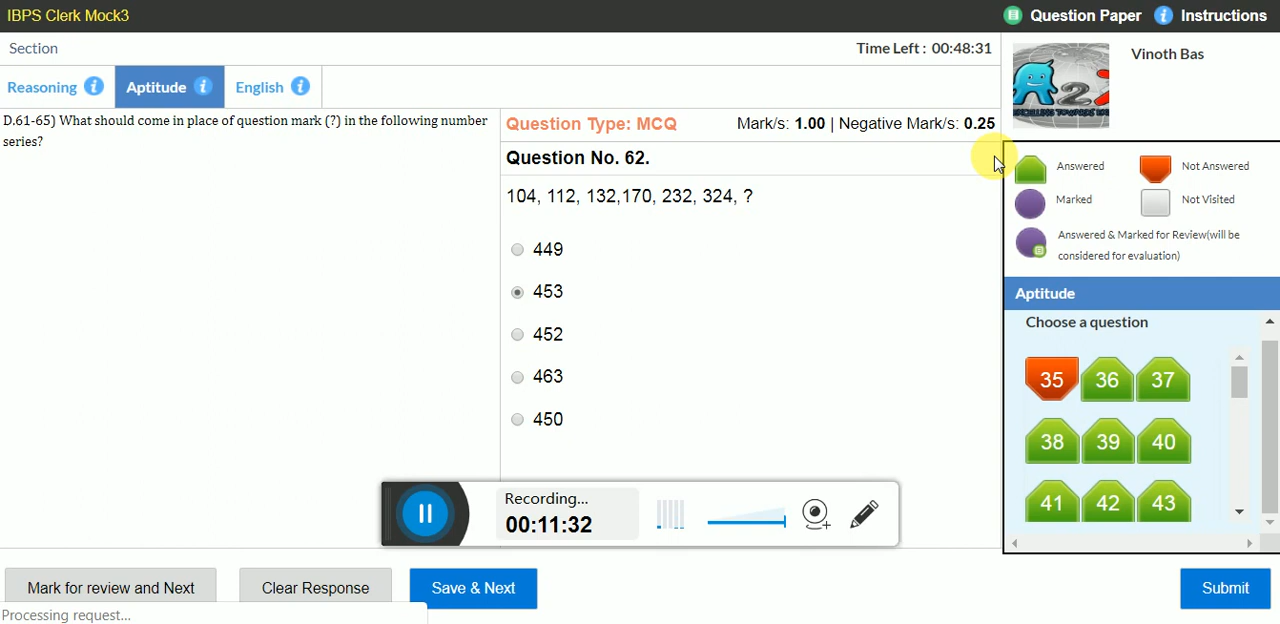 IBPS Clerk Mock3
Question Paper
Instructions
Section
Time Left : 00:48:31
Vinoth Bas
Reasoning
Aptitude
English
D.61-65) What should come in place of question mark (?) in the following number
series?
Question Type: MCQ
Mark/s: 1.00 | Negative Mark/s: 0.25
Question No. 62.
104, 112, 132,170, 232, 324, ?
449
453
452
463
450
Answered
Not Answered
Marked
Not Visited
Answered & Marked for Review(will be
considered for evaluation)
Aptitude
Choose a question
35 36 37
38 39 40
41 42 43
Recording...
00:11:32
Mark for review and Next
Clear Response
Save & Next
Submit
Processing request...